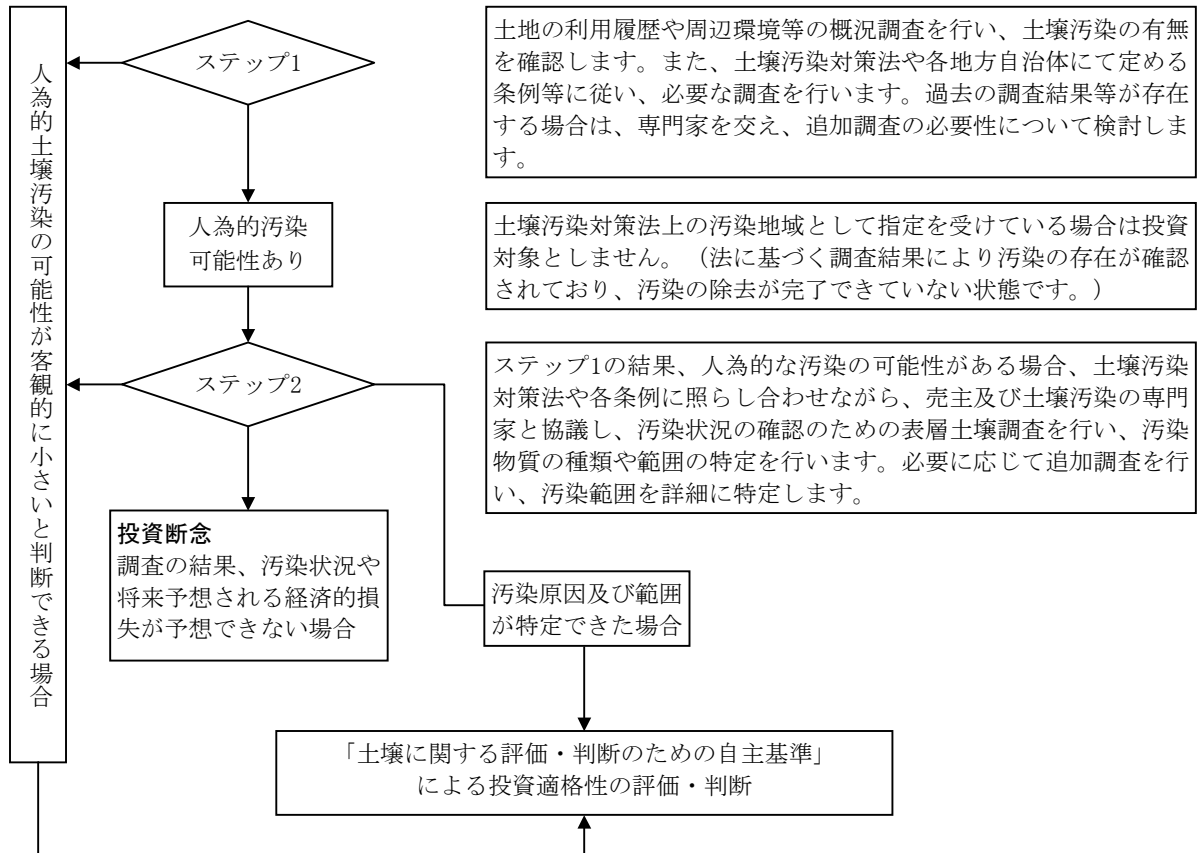 人為的土壌汚染の可能性が客観的に小さいと判断できる場合
ステップ1
土地の利用履歴や周辺環境等の概況調査を行い、土壌汚染の有無
を確認します。また、土壌汚染対策法や各地方自治体にて定める
条例等に従い、必要な調査を行います。過去の調査結果等が存在
する場合は、専門家を交え、追加調査の必要性について検討しま
す。
人為的汚染
可能性あり
土壌汚染対策法上の汚染地域として指定を受けている場合は投資
対象としません。（法に基づく調査結果により汚染の存在が確認
されており、汚染の除去が完了できていない状態です。）
ステップ2
ステップ1の結果、人為的な汚染の可能性がある場合、土壌汚染
対策法や各条例に照らし合わせながら、売主及び土壌汚染の専門
家と協議し、汚染状況の確認のための表層土壌調査を行い、汚染
物質の種類や範囲の特定を行います。必要に応じて追加調査を行
い、汚染範囲を詳細に特定します。
投資断念
調査の結果、汚染状況や
将来予想される経済的損
失が予想できない場合
汚染原因及び範囲
が特定できた場合
「土壌に関する評価・判断のための自主基準」
による投資適格性の評価・判断